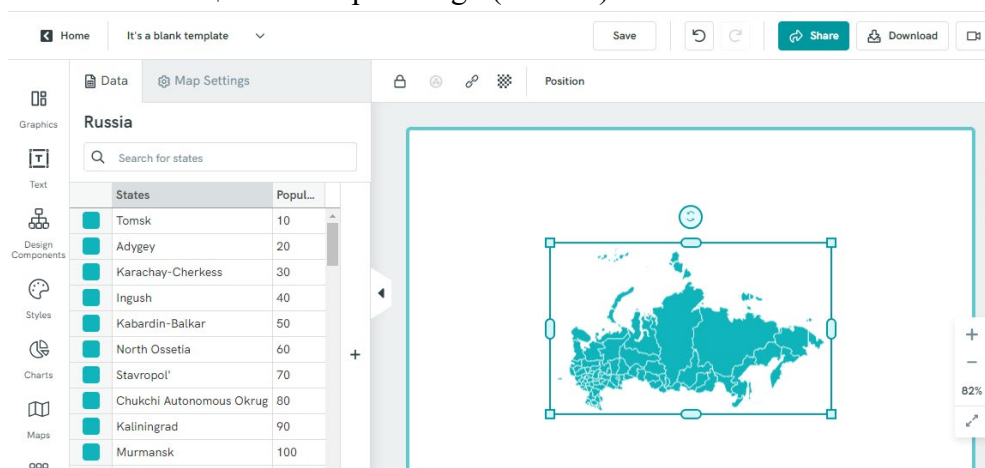 Home It's a blank template Save Share Download
Data Map Settings Position
Graphics
Russia
Search for states
Text
States Popul...
Tomsk 10
Adygey 20
Design
Components
Karachay-Cherkess 30
Ingush 40
Styles
Kabardin-Balkar 50
North Ossetia 60
Charts
Stavropol' 70
Chukchi Autonomous Okrug 80
82%
Kaliningrad 90
Maps
Murmansk 100